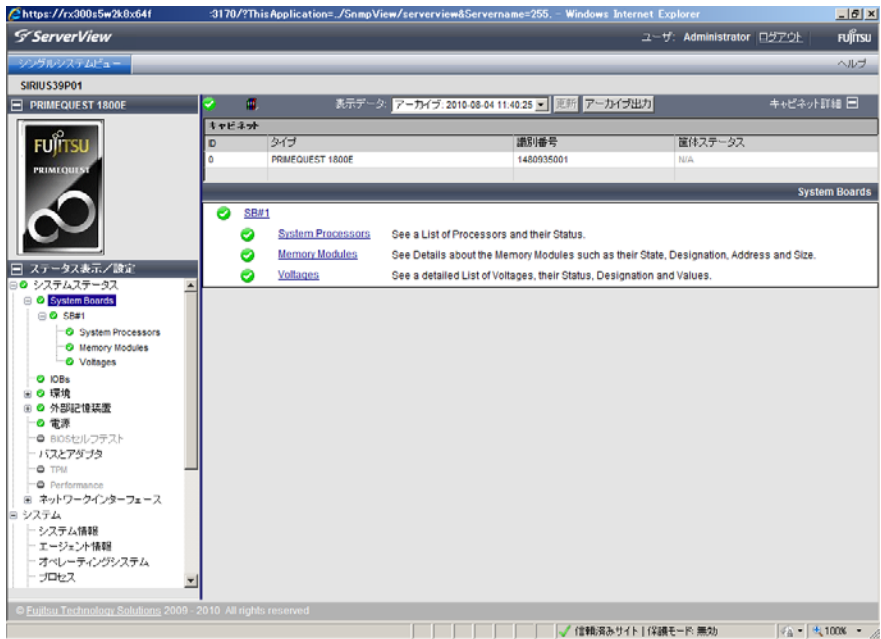 https://rx300s5w2k8x64f :3170/?ThisApplication=../SnmpView/serverview&Servername=255. - Windows Internet Explorer
ServerView
ユーザ: Administrator ログアウト FUJITSU
シングルシステムビュー ヘルプ
SIRIUS39P01
PRIMEQUEST 1800E
表示データ: アーカイブ: 2010-08-04 11:40:25 更新 アーカイブ出力 キャビネット詳細
キャビネット
ID タイプ 識別番号 筐体ステータス
0 PRIMEQUEST 1800E 1480935001 N/A
FUJITSU
PRIMEQUEST
System Boards
SB#1
System Processors See a List of Processors and their Status.
Memory Modules See Details about the Memory Modules such as their State, Designation, Address and Size.
Voltages See a detailed List of Voltages, their Status, Designation and Values.
ステータス表示／設定
システムステータス
System Boards
SB#1
System Processors
Memory Modules
Voltages
IOBs
環境
外部記憶装置
電源
BIOSセルフテスト
バスとアダプタ
TPM
Performance
ネットワークインターフェース
システム
システム情報
エージェント情報
オペレーティングシステム
プロセス
© Fujitsu Technology Solutions 2009 - 2010 All rights reserved
信頼済みサイト | 保護モード: 無効 100%